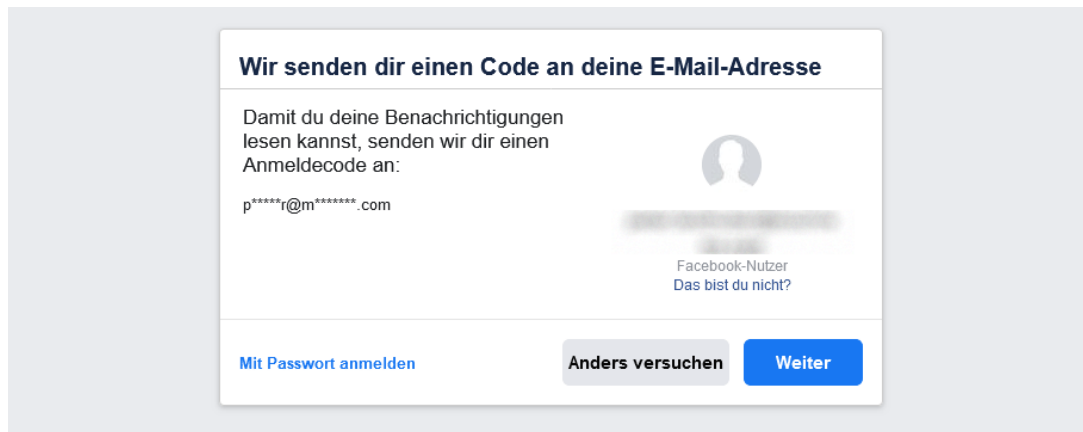 Wir senden dir einen Code an deine E-Mail-Adresse
Damit du deine Benachrichtigungen
lesen kannst, senden wir dir einen
Anmeldecode an:
p*****r@m*******.com
Facebook-Nutzer
Das bist du nicht?
Mit Passwort anmelden
Anders versuchen
Weiter